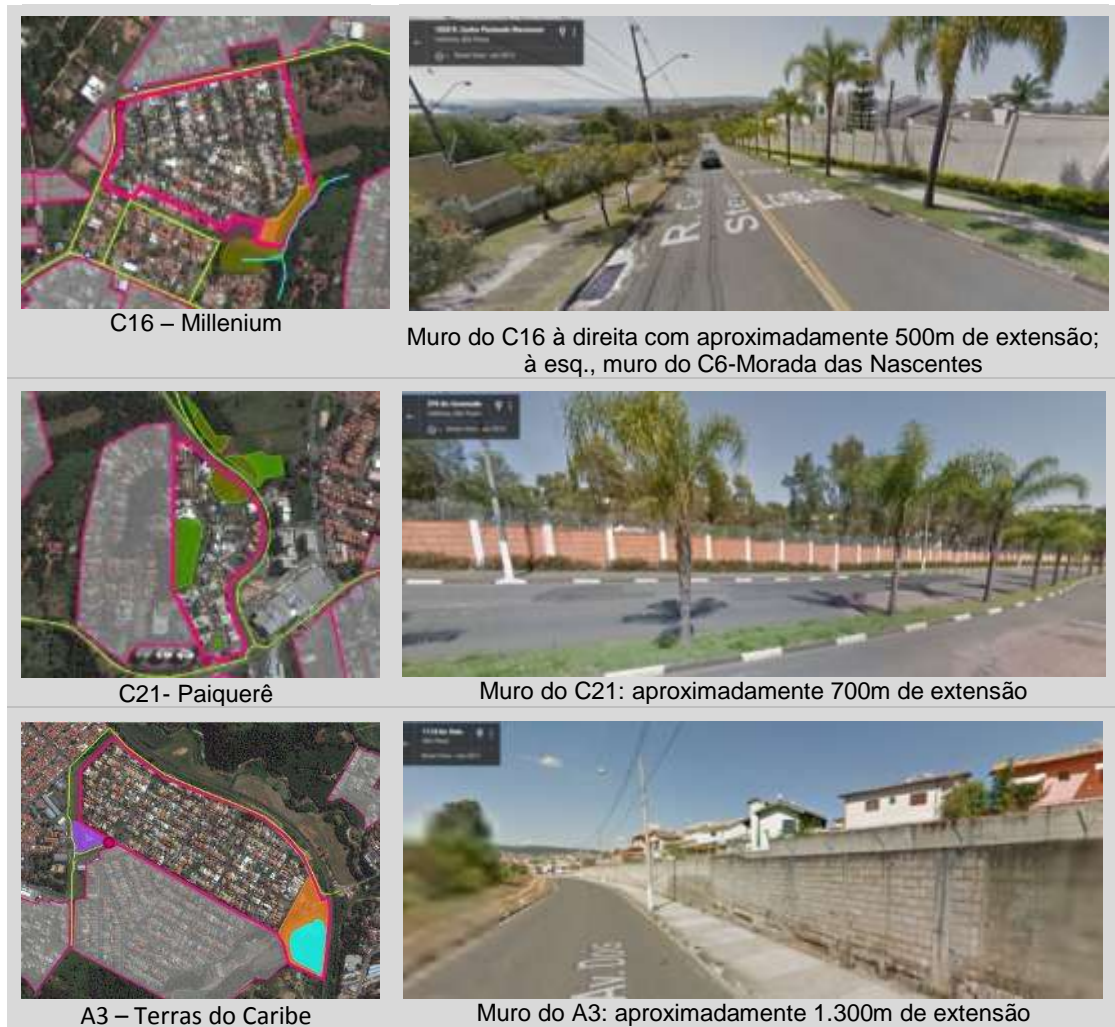 R. C
C16 – Millenium
Muro do C16 à direita com aproximadamente 500m de extensão;
à esq., muro do C6-Morada das Nascentes
C21- Paiquerê
Muro do C21: aproximadamente 700m de extensão
Av. Do
A3 – Terras do Caribe
Muro do A3: aproximadamente 1.300m de extensão